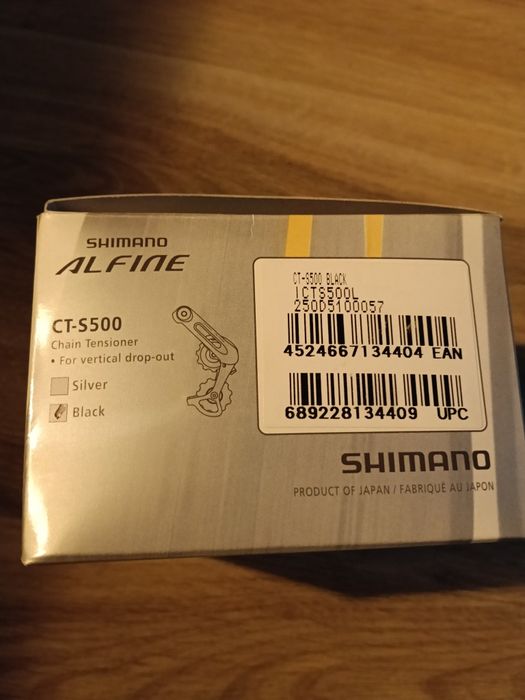 SHIMANO
ALFINE
CT-S500
Chain Tensioner
• For vertical drop-out
Silver
Black
CT-S500 BLACK
ICTS500L
250D5100057
4524667134404 EAN
689228134409 UPC
SHIMANO
PRODUCT OF JAPAN / FABRIQUÉ AU JAPON